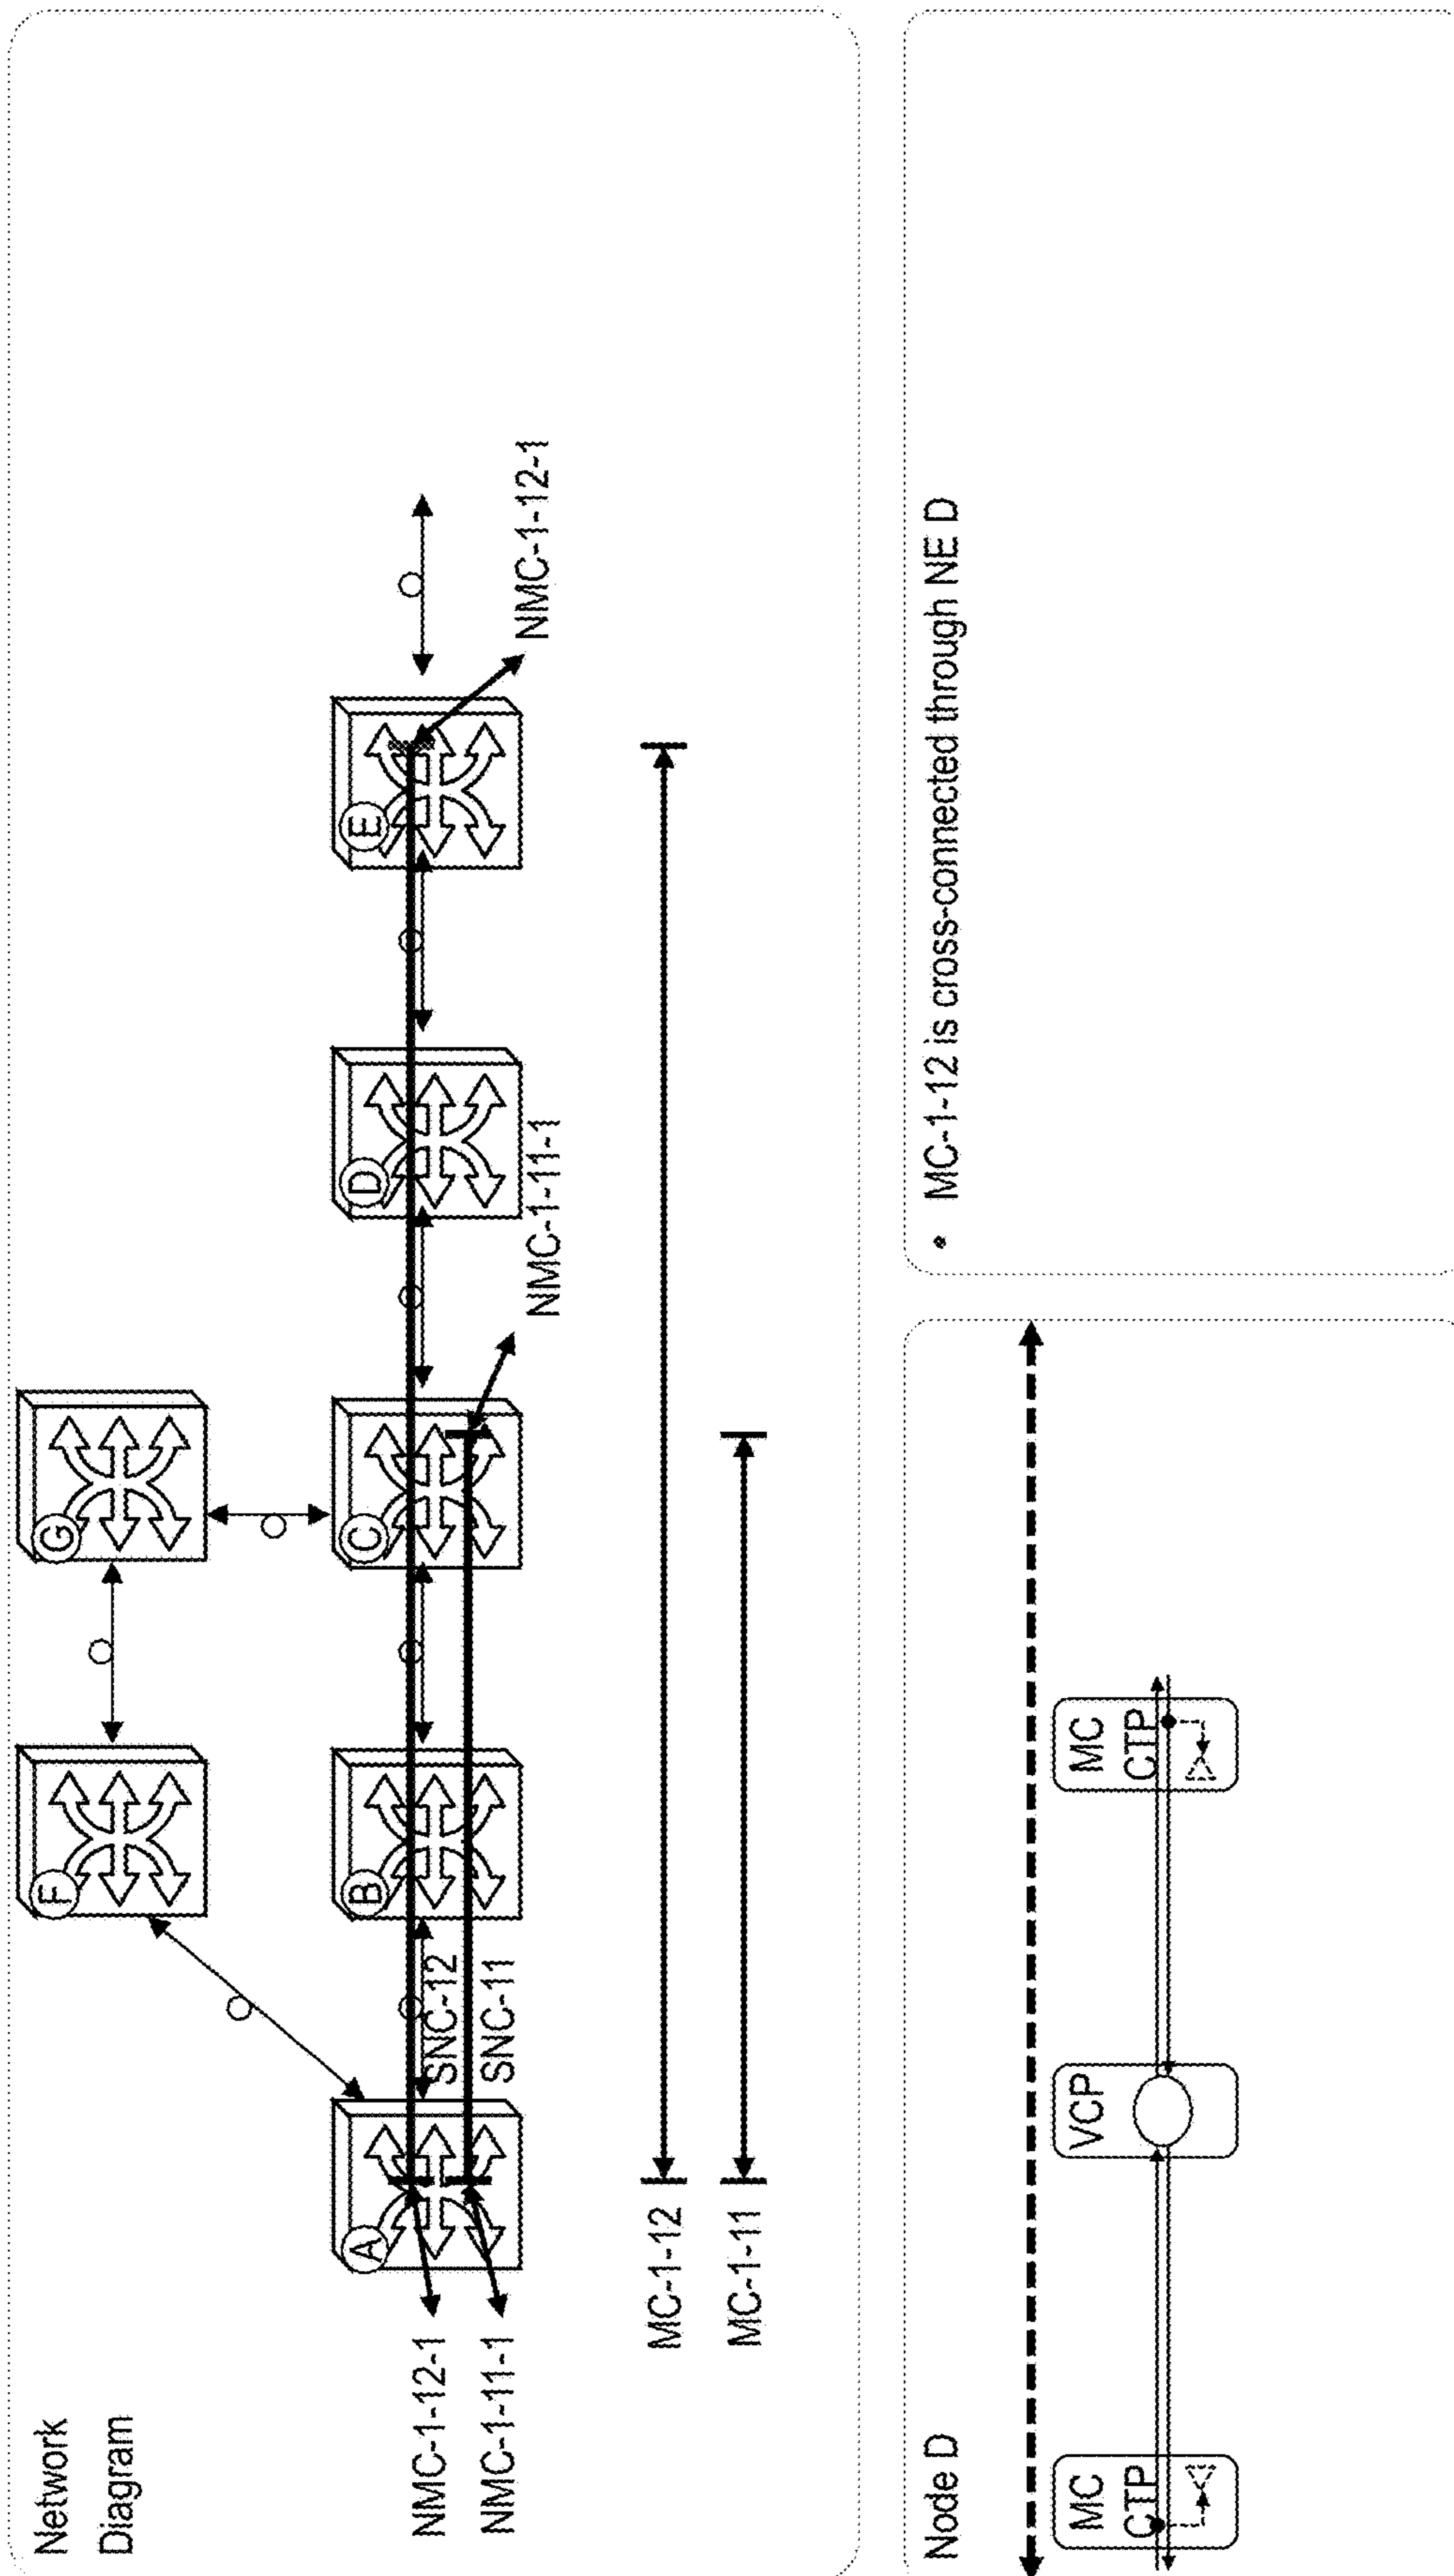 Network
Diagram
F
G
A
B
C
D
E
NMC-1-12-1
NMC-1-11-1
SNC-12
SNC-11
NMC-1-11-1
NMC-1-12-1
MC-1-12
MC-1-11
Node D
MC
CTP
VCP
MC
CTP
• MC-1-12 is cross-connected through NE D